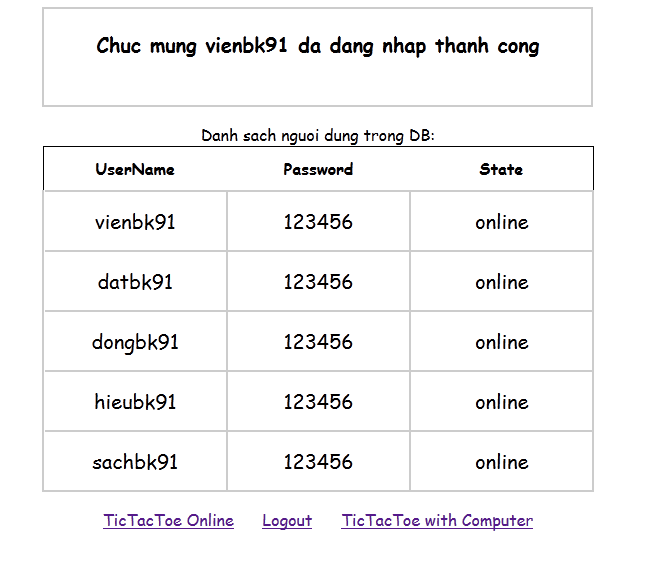 Chuc mung vienbk91 da dang nhap thanh cong
Danh sach nguoi dung trong DB:
UserName Password State
vienbk91 123456 online
datbk91 123456 online
dongbk91 123456 online
hieubk91 123456 online
sachbk91 123456 online
TicTacToe Online Logout TicTacToe with Computer